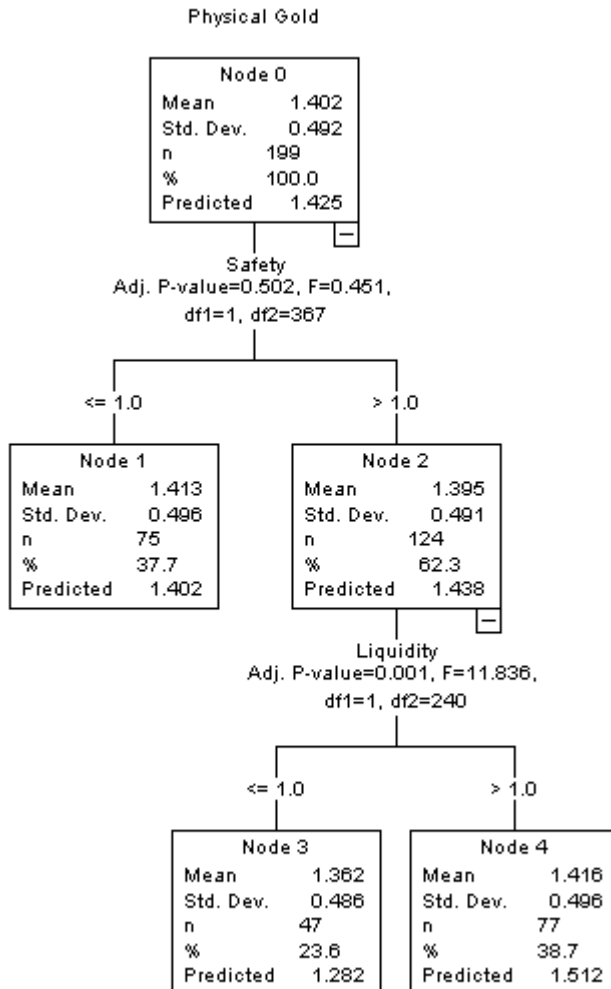 Physical Gold
Node 0
Mean 1.402
Std. Dev. 0.492
n 199
% 100.0
Predicted 1.425
Safety
Adj. P-value=0.502, F=0.451,
df1=1, df2=367
<= 1.0
> 1.0
Node 1
Mean 1.413
Std. Dev. 0.496
n 75
% 37.7
Predicted 1.402
Node 2
Mean 1.395
Std. Dev. 0.491
n 124
% 62.3
Predicted 1.438
Liquidity
Adj. P-value=0.001, F=11.836,
df1=1, df2=240
<= 1.0
> 1.0
Node 3
Mean 1.362
Std. Dev. 0.486
n 47
% 23.6
Predicted 1.282
Node 4
Mean 1.416
Std. Dev. 0.496
n 77
% 38.7
Predicted 1.512